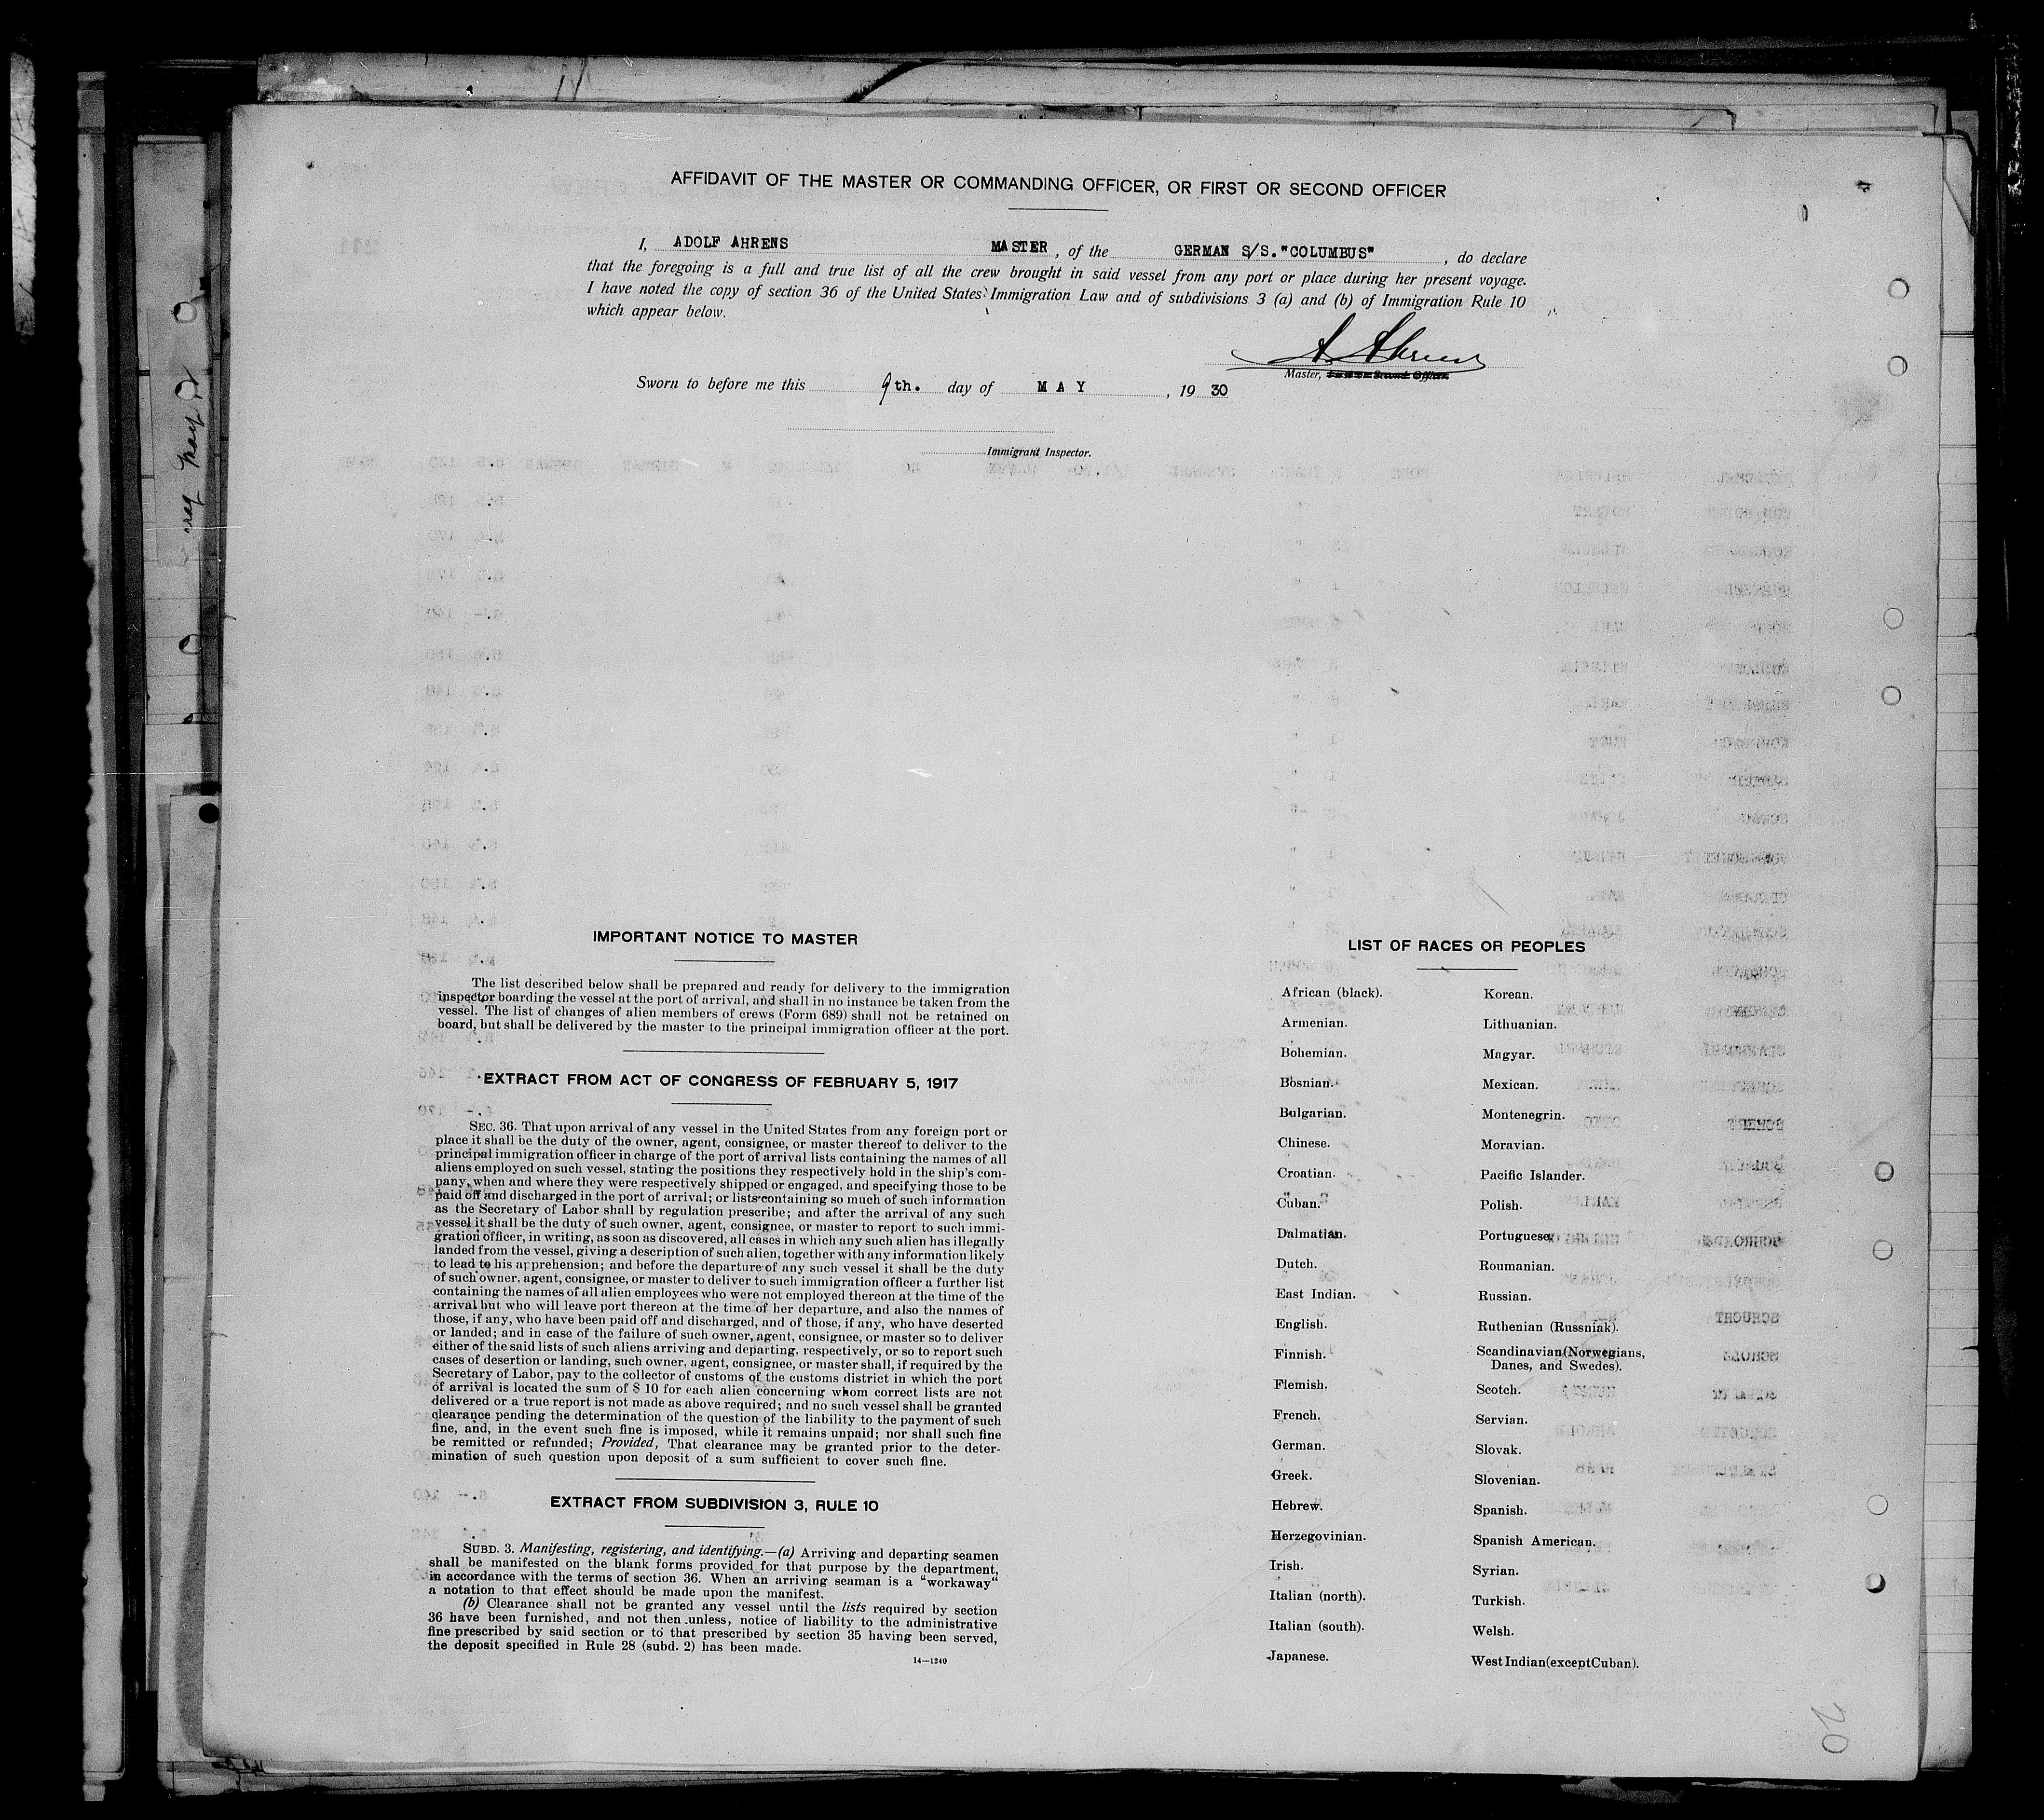 AFFIDAVIT OF THE MASTER OR COMMANDING OFFICER, OR FIRST OR SECOND OFFICER
I, ADOLF AHRENS MASTER, of the GERMAN S/S. "COLUMBUS", do declare
that the foregoing is a full and true list of all the crew brought in said vessel from any port or place during her present voyage.
I have noted the copy of section 36 of the United States Immigration Law and of subdivisions 3 (a) and (b) of Immigration Rule 10
which appear below.
A. Ahrens
Master, First or Second Officer.
Sworn to before me this 9th. day of MAY, 19 30
Immigrant Inspector.
IMPORTANT NOTICE TO MASTER
The list described below shall be prepared and ready for delivery to the immigration
inspector boarding the vessel at the port of arrival, and shall in no instance be taken from the
vessel. The list of changes of alien members of crews (Form 689) shall not be retained on
board, but shall be delivered by the master to the principal immigration officer at the port.
EXTRACT FROM ACT OF CONGRESS OF FEBRUARY 5, 1917
SEC. 36. That upon arrival of any vessel in the United States from any foreign port or
place it shall be the duty of the owner, agent, consignee, or master thereof to deliver to the
principal immigration officer in charge of the port of arrival lists containing the names of all
aliens employed on such vessel, stating the positions they respectively hold in the ship's com-
pany, when and where they were respectively shipped or engaged, and specifying those to be
paid off and discharged in the port of arrival; or lists containing so much of such information
as the Secretary of Labor shall by regulation prescribe; and after the arrival of any such
vessel it shall be the duty of such owner, agent, consignee, or master to report to such immi-
gration officer, in writing, as soon as discovered, all cases in which any such alien has illegally
landed from the vessel, giving a description of such alien, together with any information likely
to lead to his apprehension; and before the departure of any such vessel it shall be the duty
of such owner, agent, consignee, or master to deliver to such immigration officer a further list
containing the names of all alien employees who were not employed thereon at the time of the
arrival but who will leave port thereon at the time of her departure, and also the names of
those, if any, who have been paid off and discharged, and of those, if any, who have deserted
or landed; and in case of the failure of such owner, agent, consignee, or master so to deliver
either of the said lists of such aliens arriving and departing, respectively, or so to report such
cases of desertion or landing, such owner, agent, consignee, or master shall, if required by the
Secretary of Labor, pay to the collector of customs of the customs district in which the port
of arrival is located the sum of $ 10 for each alien concerning whom correct lists are not
delivered or a true report is not made as above required; and no such vessel shall be granted
clearance pending the determination of the question of the liability to the payment of such
fine, and, in the event such fine is imposed, while it remains unpaid; nor shall such fine
be remitted or refunded; Provided, That clearance may be granted prior to the deter-
mination of such question upon deposit of a sum sufficient to cover such fine.
EXTRACT FROM SUBDIVISION 3, RULE 10
SUBD. 3. Manifesting, registering, and identifying.—(a) Arriving and departing seamen
shall be manifested on the blank forms provided for that purpose by the department,
in accordance with the terms of section 36. When an arriving seaman is a "workaway"
a notation to that effect should be made upon the manifest.
(b) Clearance shall not be granted any vessel until the lists required by section
36 have been furnished, and not then unless, notice of liability to the administrative
fine prescribed by said section or to that prescribed by section 35 having been served,
the deposit specified in Rule 28 (subd. 2) has been made.
14—1240
LIST OF RACES OR PEOPLES
African (black).
Armenian.
Bohemian.
Bosnian.
Bulgarian.
Chinese.
Croatian.
Cuban.
Dalmatian.
Dutch.
East Indian.
English.
Finnish.
Flemish.
French.
German.
Greek.
Hebrew.
Herzegovinian.
Irish.
Italian (north).
Italian (south).
Japanese.
Korean.
Lithuanian.
Magyar.
Mexican.
Montenegrin.
Moravian.
Pacific Islander.
Polish.
Portuguese.
Roumanian.
Russian.
Ruthenian (Russniak).
Scandinavian (Norwegians,
Danes, and Swedes).
Scotch.
Servian.
Slovak.
Slovenian.
Spanish.
Spanish American.
Syrian.
Turkish.
Welsh.
West Indian (except Cuban).
20